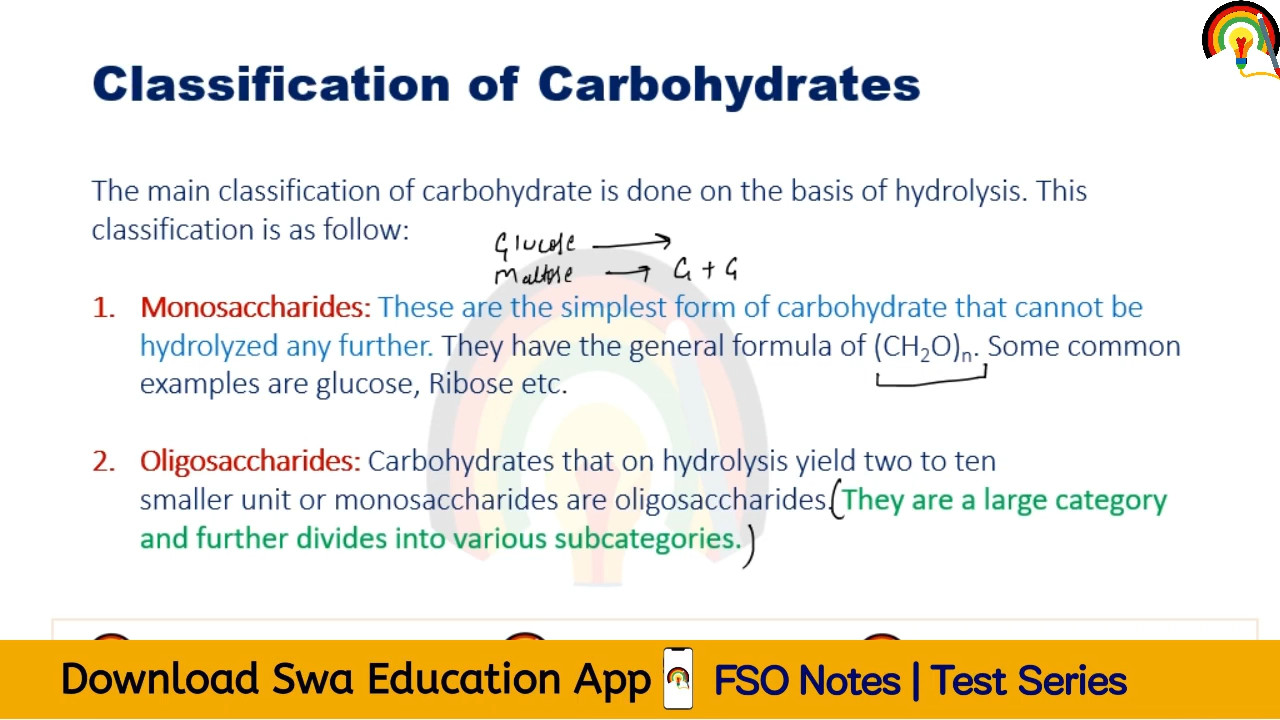 Classification of Carbohydrates
The main classification of carbohydrate is done on the basis of hydrolysis. This
classification is as follow:
Glucose →
Maltose → G + G
1. Monosaccharides: These are the simplest form of carbohydrate that cannot be
hydrolyzed any further. They have the general formula of (CH₂O)ₙ. Some common
examples are glucose, Ribose etc.
2. Oligosaccharides: Carbohydrates that on hydrolysis yield two to ten
smaller unit or monosaccharides are oligosaccharides. (They are a large category
and further divides into various subcategories.)
Download Swa Education App FSO Notes | Test Series